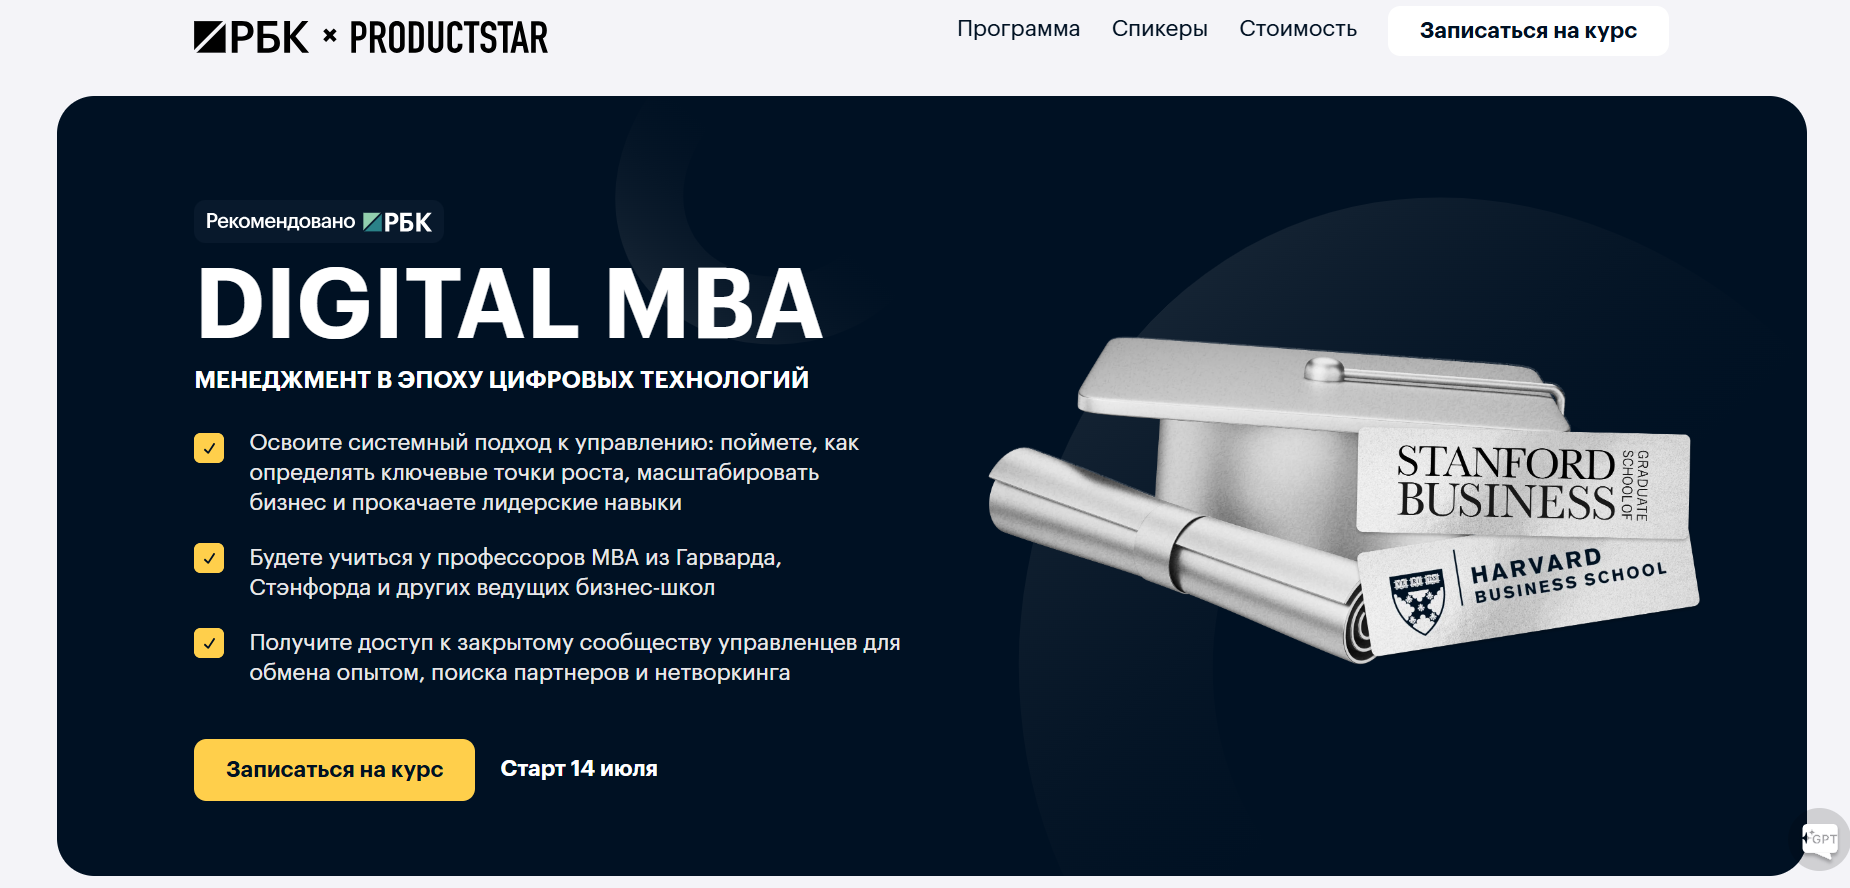 РБК × PRODUCTSTAR
Программа
Спикеры
Стоимость
Записаться на курс
Рекомендовано РБК
DIGITAL MBA
МЕНЕДЖМЕНТ В ЭПОХУ ЦИФРОВЫХ ТЕХНОЛОГИЙ
Освоите системный подход к управлению: поймете, как
определять ключевые точки роста, масштабировать
бизнес и прокачаете лидерские навыки
Будете учиться у профессоров MBA из Гарварда,
Стэнфорда и других ведущих бизнес-школ
Получите доступ к закрытому сообществу управленцев для
обмена опытом, поиска партнеров и нетворкинга
Записаться на курс
Старт 14 июля
STANFORD
BUSINESS
GRADUATE
SCHOOL OF
HARVARD
BUSINESS SCHOOL
GPT